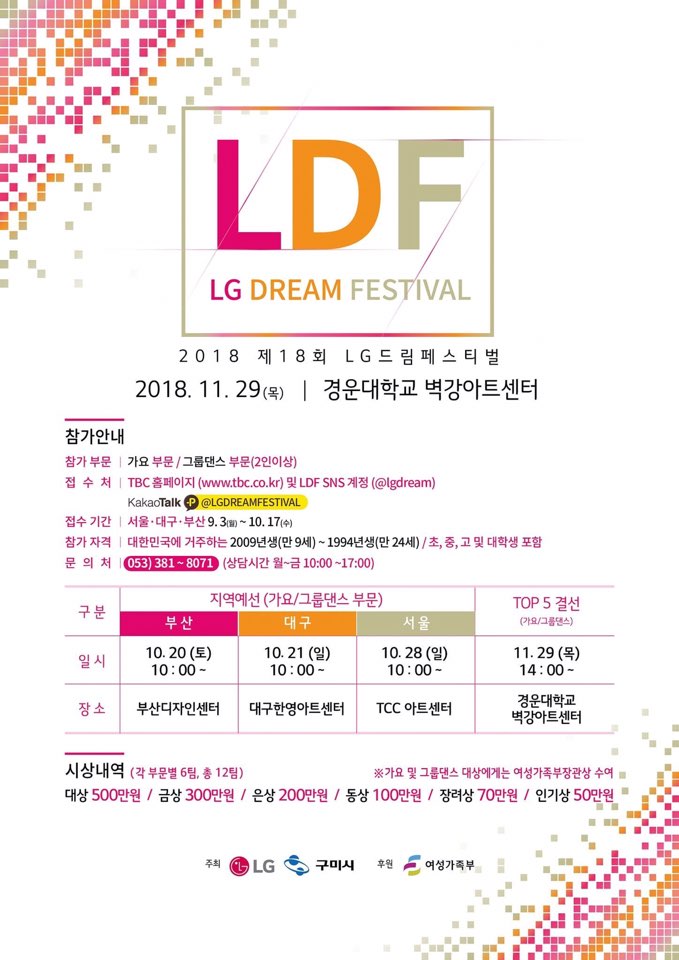 LDF
LG DREAM FESTIVAL
2018 제18회 LG드림페스티벌
2018. 11. 29(목) | 경운대학교 벽강아트센터
참가안내
참가 부문 | 가요 부문 / 그룹댄스 부문(2인이상)
접 수 처 | TBC 홈페이지 (www.tbc.co.kr) 및 LDF SNS 계정 (@lgdream)
KakaoTalk @LGDREAMFESTIVAL
접수 기간 | 서울·대구·부산 9. 3(월) ~ 10. 17(수)
참가 자격 | 대한민국에 거주하는 2009년생(만 9세) ~ 1994년생(만 24세) / 초, 중, 고 및 대학생 포함
문 의 처 | 053) 381 ~ 8071 (상담시간 월~금 10:00 ~17:00)
구 분 지역예선 (가요/그룹댄스 부문) TOP 5 결선
(가요/그룹댄스)
부 산 대 구 서 울
일 시 10. 20 (토) 10. 21 (일) 10. 28 (일) 11. 29 (목)
10 : 00 ~ 10 : 00 ~ 10 : 00 ~ 14 : 00 ~
장 소 부산디자인센터 대구한영아트센터 TCC 아트센터 경운대학교
벽강아트센터
시상내역 (각 부문별 6팀, 총 12팀) ※가요 및 그룹댄스 대상에게는 여성가족부장관상 수여
대상 500만원 / 금상 300만원 / 은상 200만원 / 동상 100만원 / 장려상 70만원 / 인기상 50만원
주최 LG 구미시 후원 여성가족부